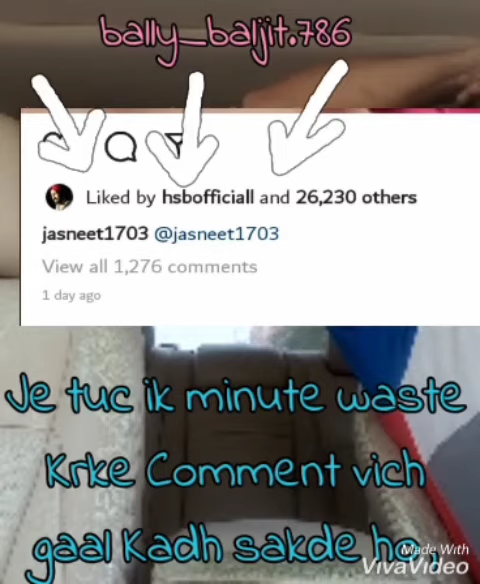 bally_baljit.786
Liked by hsbofficiall and 26,230 others
jasneet1703 @jasneet1703
View all 1,276 comments
1 day ago
Je tuc ik minute waste
Krke Comment vich
gaal Kadh sakde ho
Made With
VivaVideo